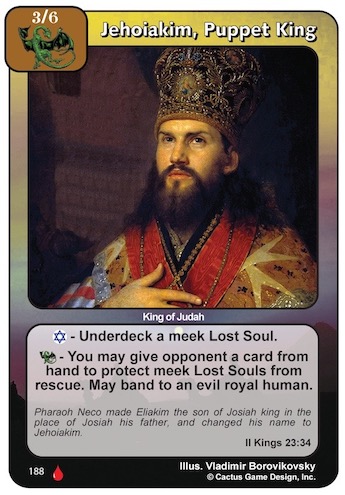 3/6
Jehoiakim, Puppet King
King of Judah
- Underdeck a meek Lost Soul.
- You may give opponent a card from
hand to protect meek Lost Souls from
rescue. May band to an evil royal human.
Pharaoh Neco made Eliakim the son of Josiah king in the
place of Josiah his father, and changed his name to
Jehoiakim.
II Kings 23:34
188
Illus. Vladimir Borovikovsky
© Cactus Game Design, Inc.